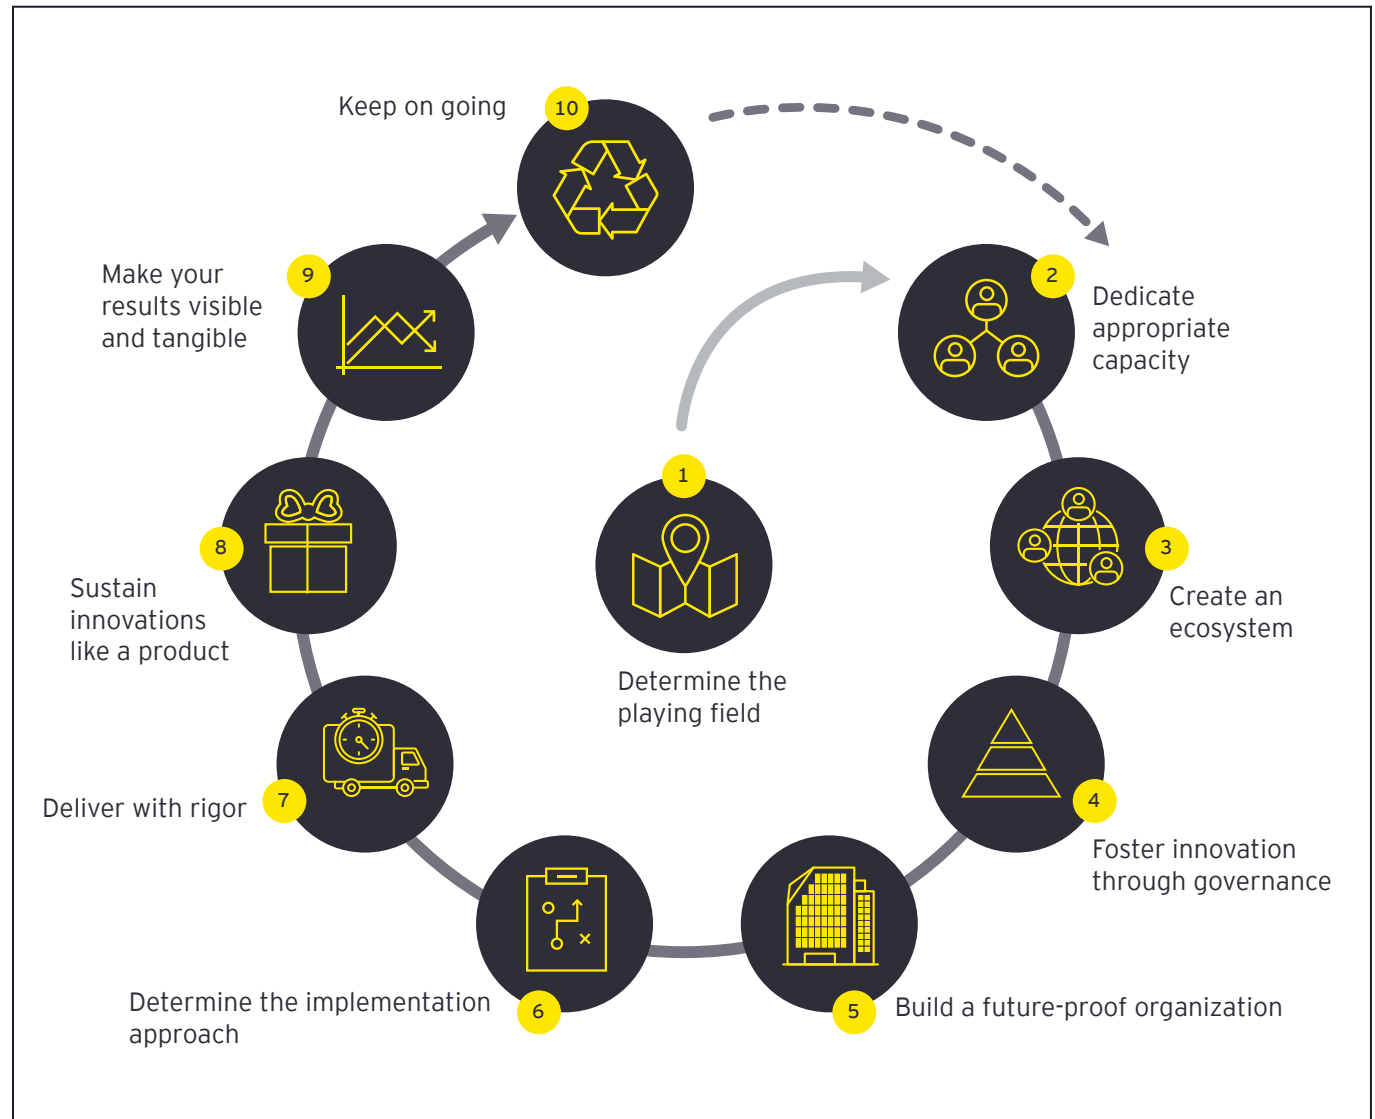 1
Determine the
playing field
2
Dedicate
appropriate
capacity
3
Create an
ecosystem
4
Foster innovation
through governance
5
Build a future-proof organization
6
Determine the implementation
approach
7
Deliver with rigor
8
Sustain
innovations
like a product
9
Make your
results visible
and tangible
10
Keep on going